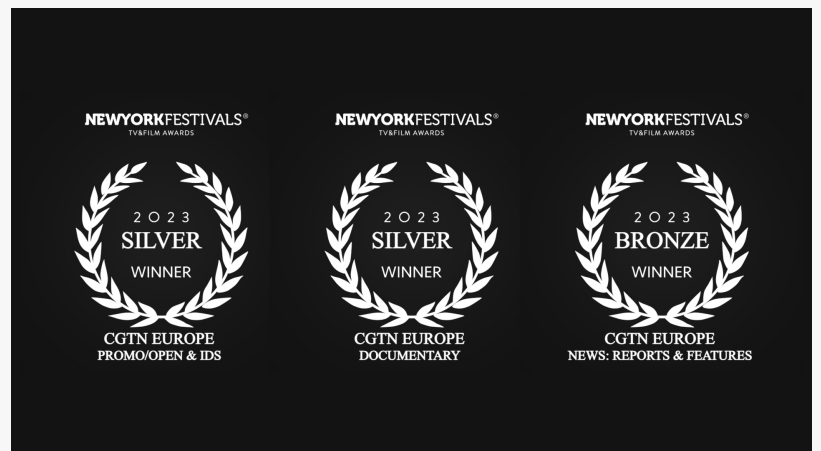 NEWYORKFESTIVALS®
TV&FILM AWARDS
2023
SILVER
WINNER
CGTN EUROPE
PROMO/OPEN & IDS
NEWYORKFESTIVALS®
TV&FILM AWARDS
2023
SILVER
WINNER
CGTN EUROPE
DOCUMENTARY
NEWYORKFESTIVALS®
TV&FILM AWARDS
2023
BRONZE
WINNER
CGTN EUROPE
NEWS: REPORTS & FEATURES